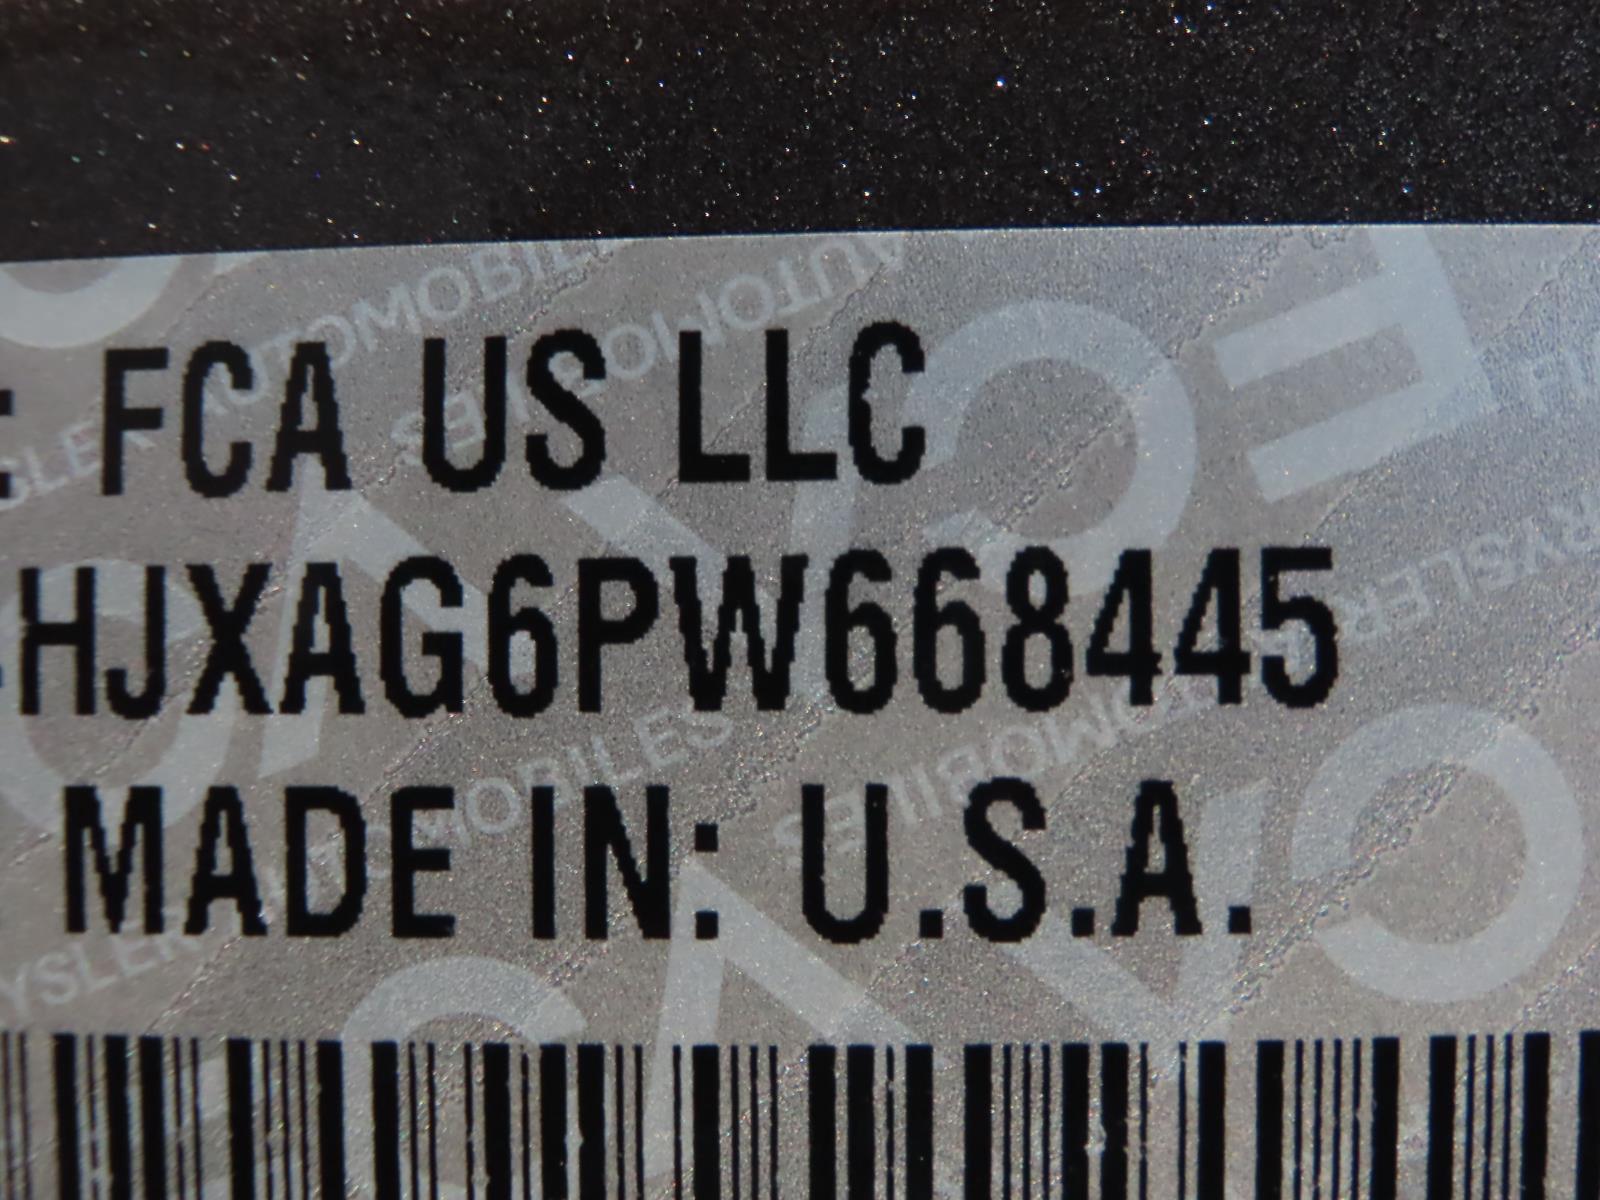 : FCA US LLC
HJXAG6PW668445
MADE IN: U.S.A.